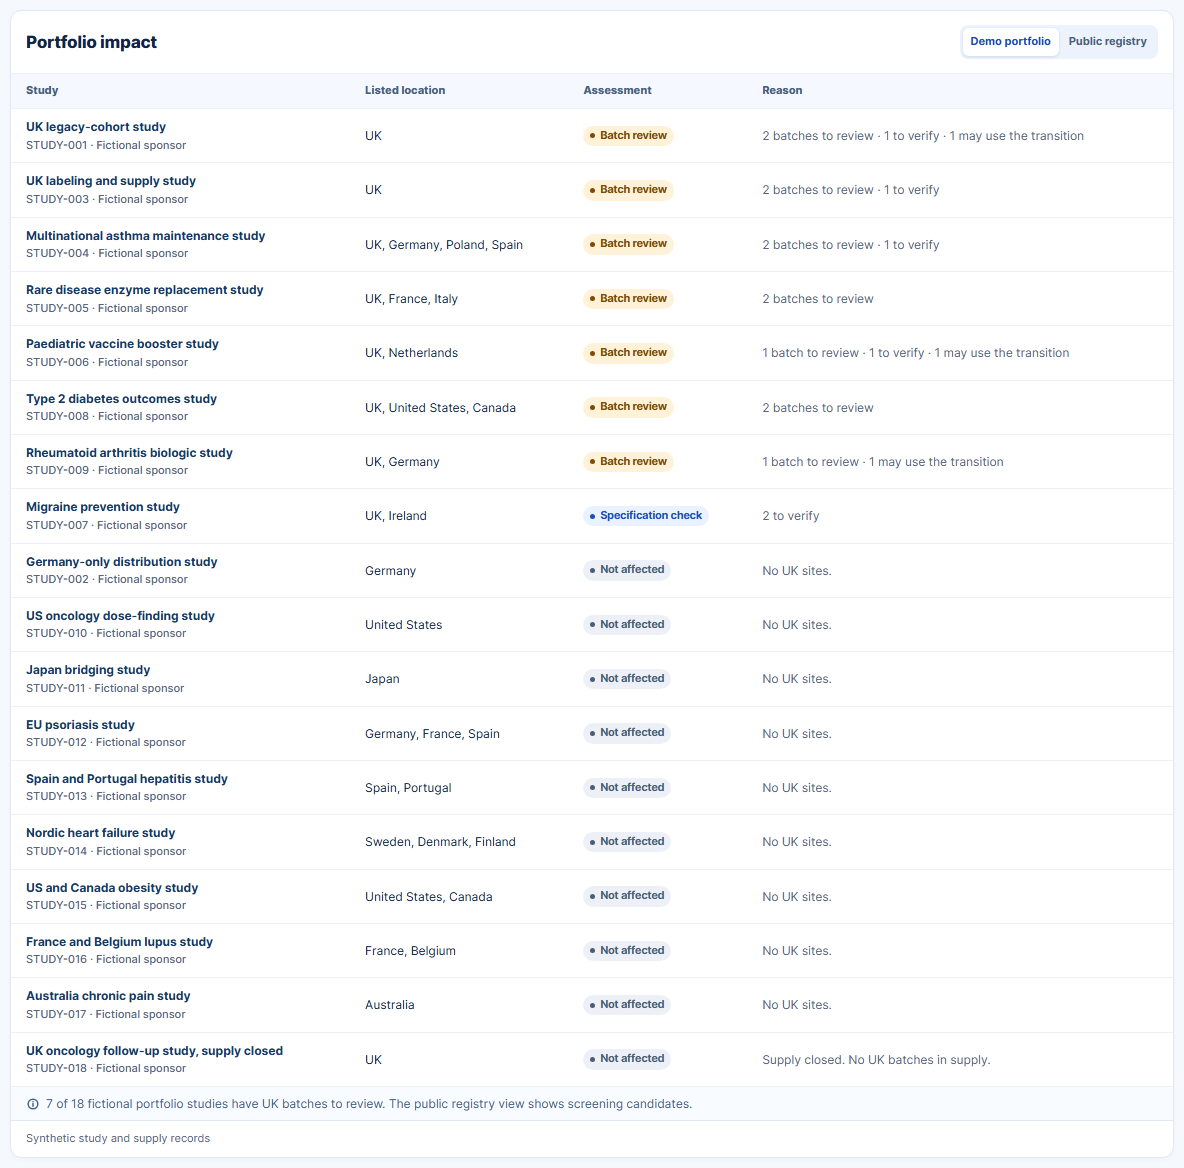 Portfolio impact
Demo portfolio Public registry
Study Listed location Assessment Reason
UK legacy-cohort study
STUDY-001 · Fictional sponsor
UK
Batch review
2 batches to review · 1 to verify · 1 may use the transition
UK labeling and supply study
STUDY-003 · Fictional sponsor
UK
Batch review
2 batches to review · 1 to verify
Multinational asthma maintenance study
STUDY-004 · Fictional sponsor
UK, Germany, Poland, Spain
Batch review
2 batches to review · 1 to verify
Rare disease enzyme replacement study
STUDY-005 · Fictional sponsor
UK, France, Italy
Batch review
2 batches to review
Paediatric vaccine booster study
STUDY-006 · Fictional sponsor
UK, Netherlands
Batch review
1 batch to review · 1 to verify · 1 may use the transition
Type 2 diabetes outcomes study
STUDY-008 · Fictional sponsor
UK, United States, Canada
Batch review
2 batches to review
Rheumatoid arthritis biologic study
STUDY-009 · Fictional sponsor
UK, Germany
Batch review
1 batch to review · 1 may use the transition
Migraine prevention study
STUDY-007 · Fictional sponsor
UK, Ireland
Specification check
2 to verify
Germany-only distribution study
STUDY-002 · Fictional sponsor
Germany
Not affected
No UK sites.
US oncology dose-finding study
STUDY-010 · Fictional sponsor
United States
Not affected
No UK sites.
Japan bridging study
STUDY-011 · Fictional sponsor
Japan
Not affected
No UK sites.
EU psoriasis study
STUDY-012 · Fictional sponsor
Germany, France, Spain
Not affected
No UK sites.
Spain and Portugal hepatitis study
STUDY-013 · Fictional sponsor
Spain, Portugal
Not affected
No UK sites.
Nordic heart failure study
STUDY-014 · Fictional sponsor
Sweden, Denmark, Finland
Not affected
No UK sites.
US and Canada obesity study
STUDY-015 · Fictional sponsor
United States, Canada
Not affected
No UK sites.
France and Belgium lupus study
STUDY-016 · Fictional sponsor
France, Belgium
Not affected
No UK sites.
Australia chronic pain study
STUDY-017 · Fictional sponsor
Australia
Not affected
No UK sites.
UK oncology follow-up study, supply closed
STUDY-018 · Fictional sponsor
UK
Not affected
Supply closed. No UK batches in supply.
7 of 18 fictional portfolio studies have UK batches to review. The public registry view shows screening candidates.
Synthetic study and supply records